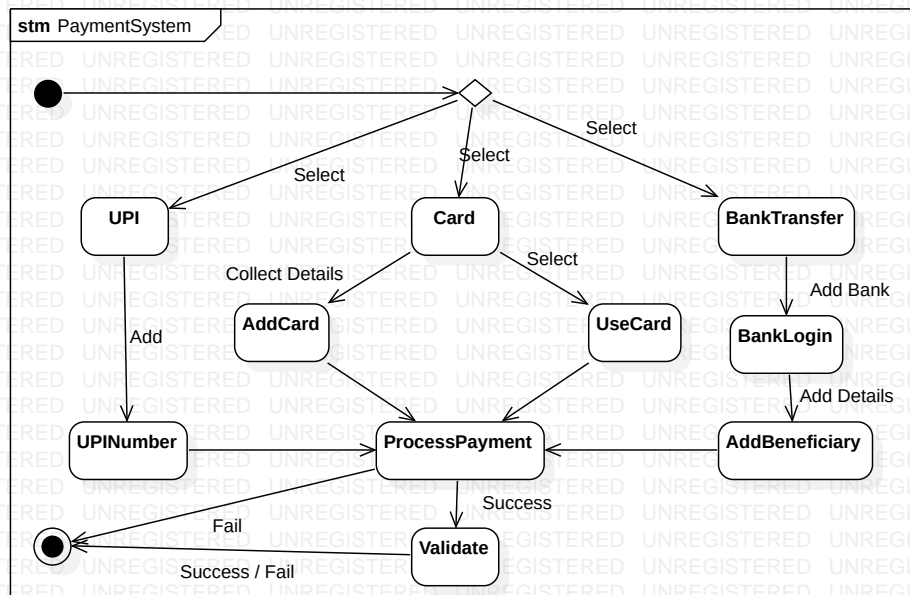 stm PaymentSystem
Select
Select
Select
UPI
Card
BankTransfer
Collect Details
Select
Add Bank
AddCard
UseCard
BankLogin
Add
Add Details
UPINumber
ProcessPayment
AddBeneficiary
Success
Fail
Validate
Success / Fail
UNREGISTERED